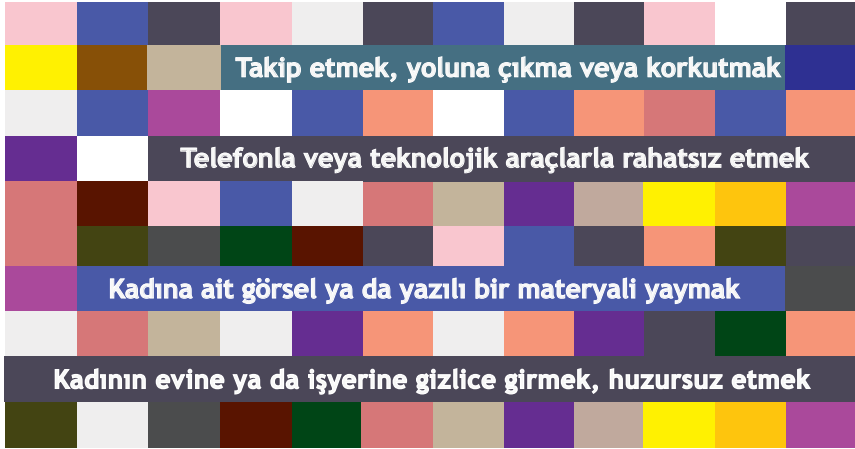 Takip etmek, yoluna çıkma veya korkutmak
Telefonla veya teknolojik araçlarla rahatsız etmek
Kadına ait görsel ya da yazılı bir materyali yaymak
Kadının evine ya da işyerine gizlice girmek, huzursuz etmek